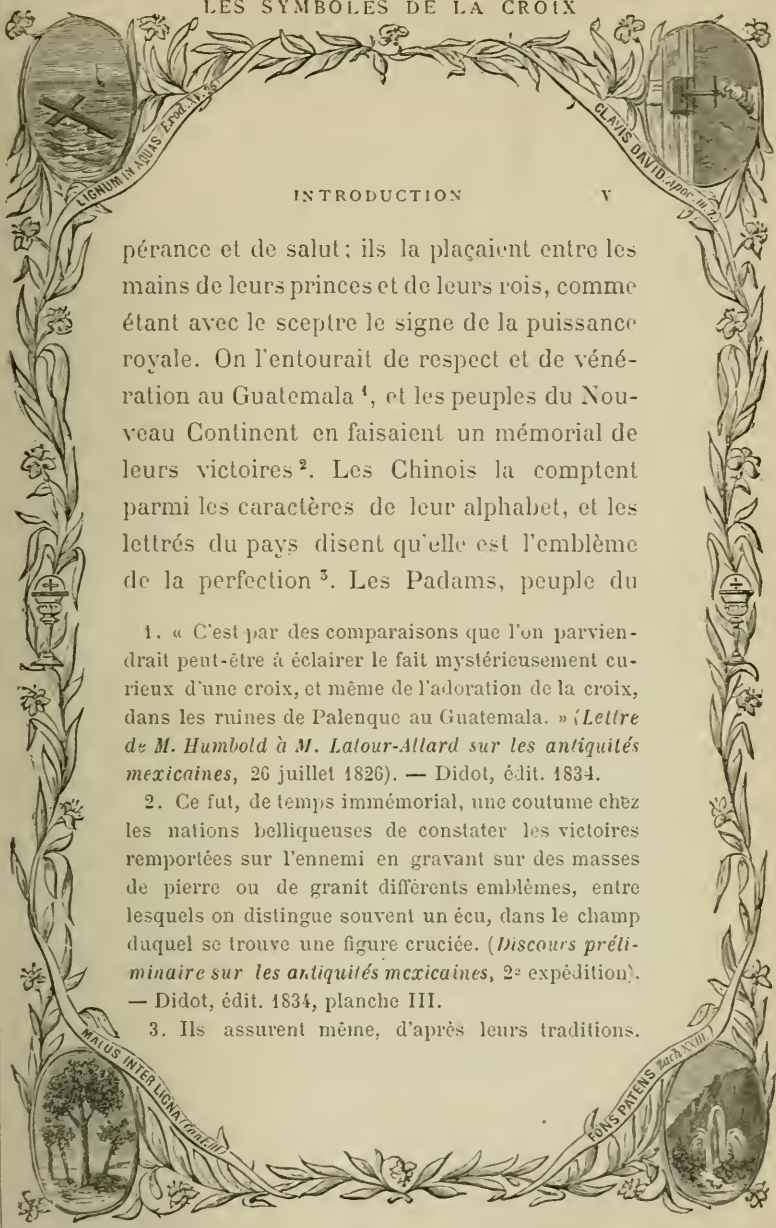 LES SYMBOLES DE LA CROIX
LIGNUM IN AQUAS Exod. XV. 25
CLAVIS DAVID. Apoc. III. 7.
INTRODUCTION V
pérance et de salut ; ils la plaçaient entre les
mains de leurs princes et de leurs rois, comme
étant avec le sceptre le signe de la puissance
royale. On l'entourait de respect et de véné-
ration au Guatemala 1, et les peuples du Nou-
veau Continent en faisaient un mémorial de
leurs victoires 2. Les Chinois la comptent
parmi les caractères de leur alphabet, et les
lettrés du pays disent qu'elle est l'emblème
de la perfection 3. Les Padams, peuple du
1. « C'est par des comparaisons que l'on parvien-
drait peut-être à éclairer le fait mystérieusement cu-
rieux d'une croix, et même de l'adoration de la croix,
dans les ruines de Palenque au Guatemala. » (Lettre
de M. Humbold à M. Latour-Allard sur les antiquités
mexicaines, 26 juillet 1826). — Didot, édit. 1834.
2. Ce fut, de temps immémorial, une coutume chez
les nations belliqueuses de constater les victoires
remportées sur l'ennemi en gravant sur des masses
de pierre ou de granit différents emblèmes, entre
lesquels on distingue souvent un écu, dans le champ
duquel se trouve une figure cruciée. (Discours préli-
minaire sur les antiquités mexicaines, 2e expédition).
— Didot, édit. 1834, planche III.
3. Ils assurent même, d'après leurs traditions.
MALUS INTER LIGNA
FONS PATENS Zach. XXIII.